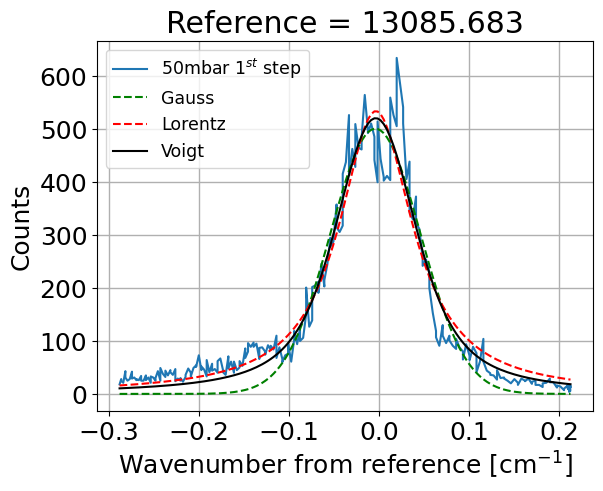 Reference = 13085.683
50mbar 1st step
Gauss
Lorentz
Voigt
Counts
600
500
400
300
200
100
0
−0.3 −0.2 −0.1 0.0 0.1 0.2
Wavenumber from reference [cm⁻¹]